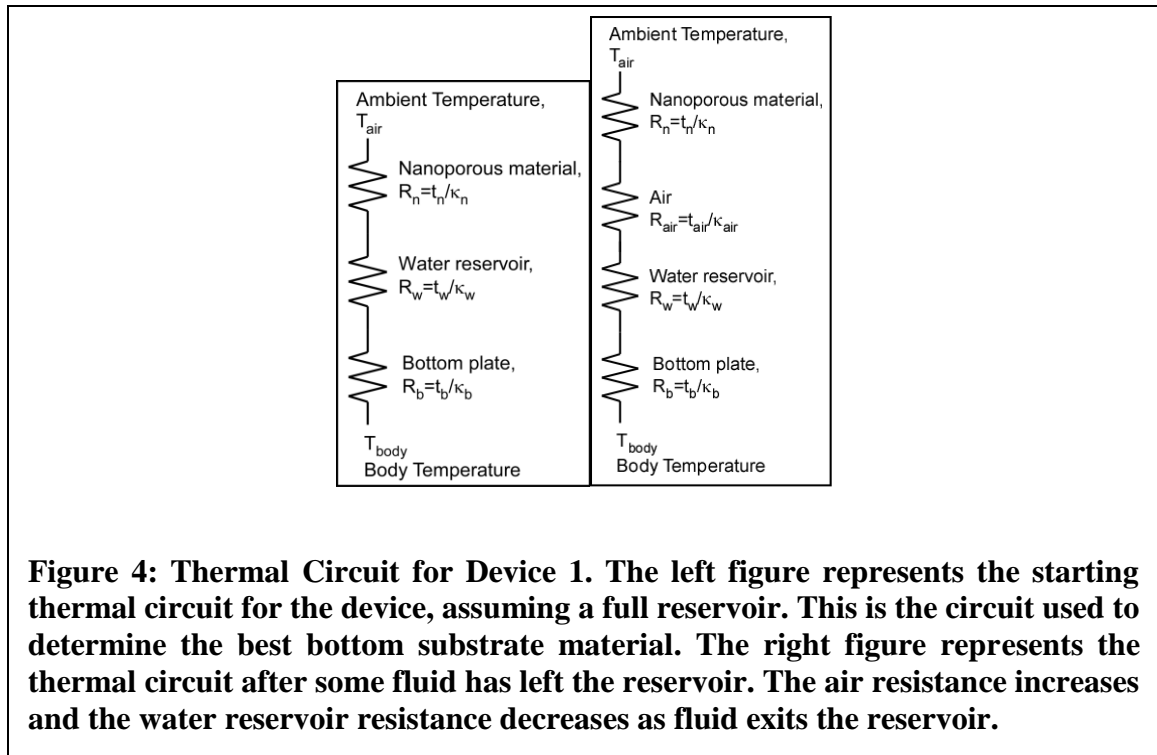 Ambient Temperature,
T_air
Nanoporous material,
R_n=t_n/κ_n
Water reservoir,
R_w=t_w/κ_w
Bottom plate,
R_b=t_b/κ_b
T_body
Body Temperature
Ambient Temperature,
T_air
Nanoporous material,
R_n=t_n/κ_n
Air
R_air=t_air/κ_air
Water reservoir,
R_w=t_w/κ_w
Bottom plate,
R_b=t_b/κ_b
T_body
Body Temperature
Figure 4: Thermal Circuit for Device 1. The left figure represents the starting
thermal circuit for the device, assuming a full reservoir. This is the circuit used to
determine the best bottom substrate material. The right figure represents the
thermal circuit after some fluid has left the reservoir. The air resistance increases
and the water reservoir resistance decreases as fluid exits the reservoir.